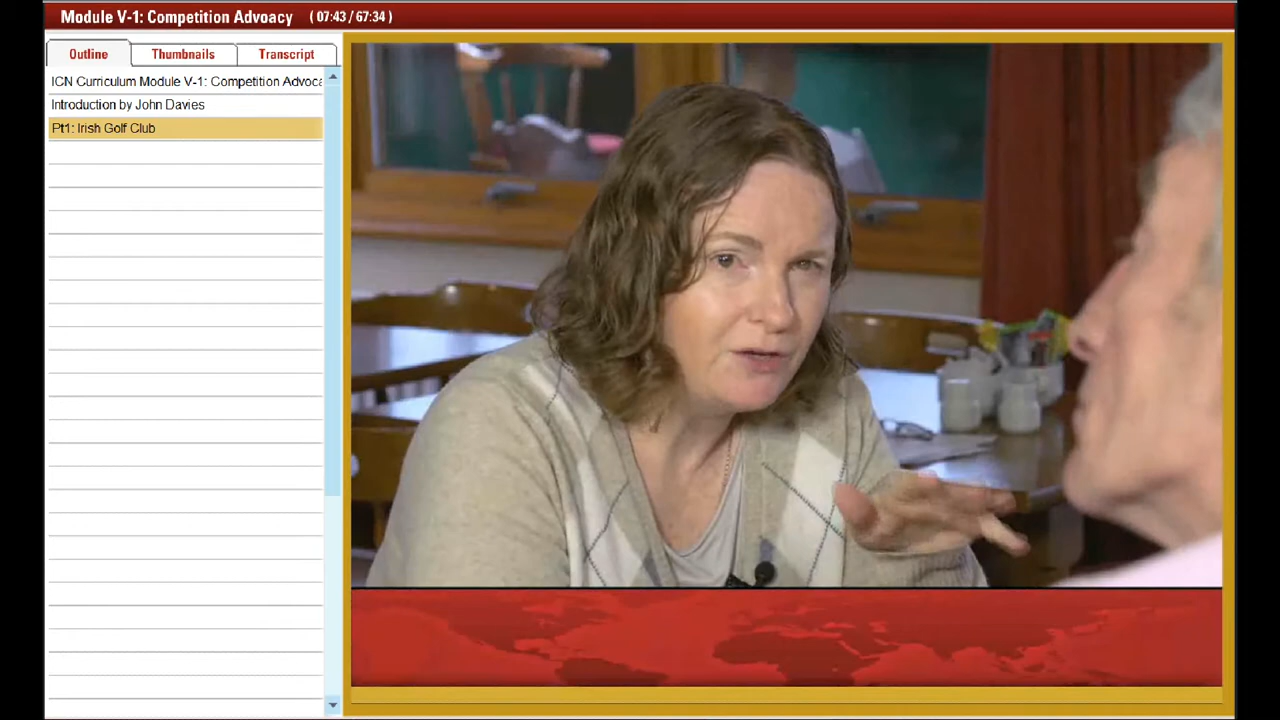 Module V-1: Competition Advocacy ( 07:43 / 67:34 )
Outline Thumbnails Transcript
ICN Curriculum Module V-1: Competition Advoca
Introduction by John Davies
Pt1: Irish Golf Club